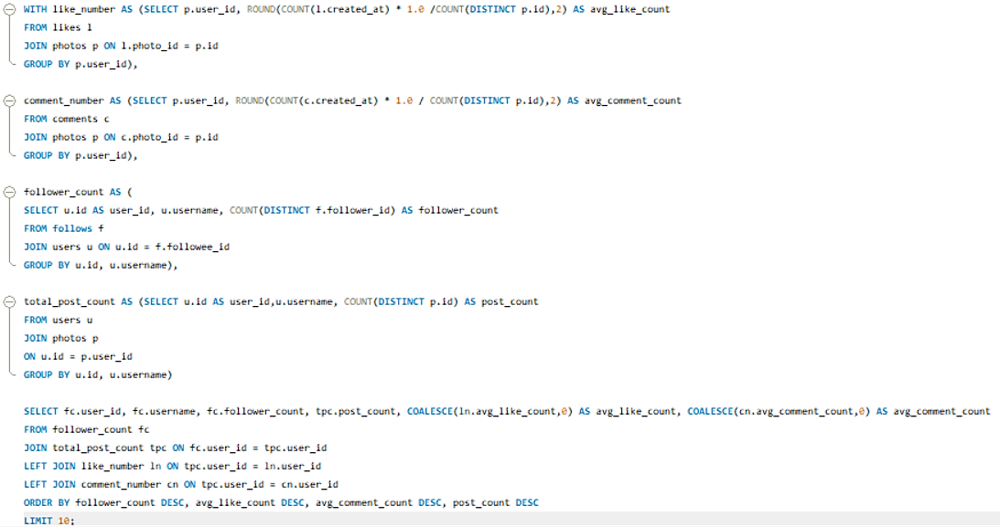 WITH like_number AS (SELECT p.user_id, ROUND(COUNT(l.created_at) * 1.0 /COUNT(DISTINCT p.id),2) AS avg_like_count
FROM likes l
JOIN photos p ON l.photo_id = p.id
GROUP BY p.user_id),
comment_number AS (SELECT p.user_id, ROUND(COUNT(c.created_at) * 1.0 / COUNT(DISTINCT p.id),2) AS avg_comment_count
FROM comments c
JOIN photos p ON c.photo_id = p.id
GROUP BY p.user_id),
follower_count AS (
SELECT u.id AS user_id, u.username, COUNT(DISTINCT f.follower_id) AS follower_count
FROM follows f
JOIN users u ON u.id = f.followee_id
GROUP BY u.id, u.username),
total_post_count AS (SELECT u.id AS user_id,u.username, COUNT(DISTINCT p.id) AS post_count
FROM users u
JOIN photos p
ON u.id = p.user_id
GROUP BY u.id, u.username)
SELECT fc.user_id, fc.username, fc.follower_count, tpc.post_count, COALESCE(ln.avg_like_count,0) AS avg_like_count, COALESCE(cn.avg_comment_count,0) AS avg_comment_count
FROM follower_count fc
JOIN total_post_count tpc ON fc.user_id = tpc.user_id
LEFT JOIN like_number ln ON tpc.user_id = ln.user_id
LEFT JOIN comment_number cn ON tpc.user_id = cn.user_id
ORDER BY follower_count DESC, avg_like_count DESC, avg_comment_count DESC, post_count DESC
LIMIT 10;